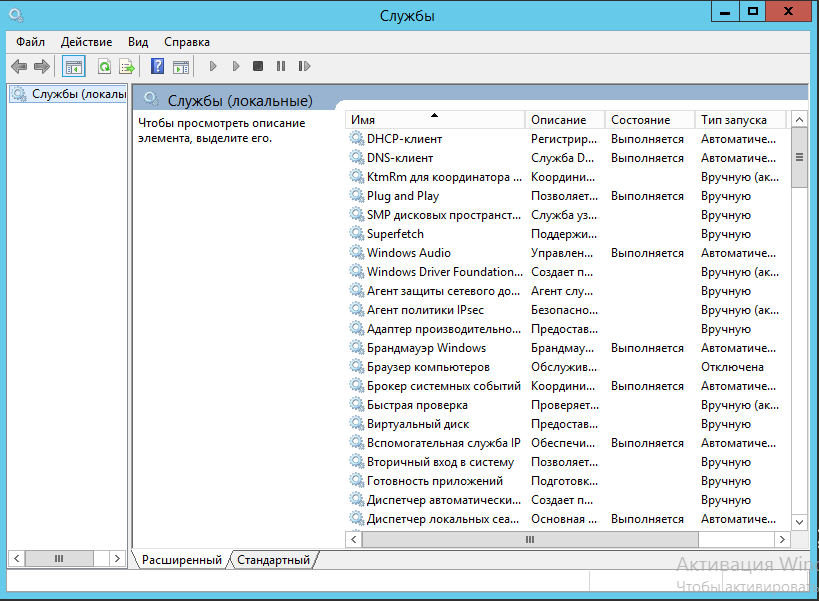 Службы
Файл Действие Вид Справка
Службы (локалы
Службы (локальные)
Чтобы просмотреть описание
элемента, выделите его.
Имя Описание Состояние Тип запуска
DHCP-клиент Регистрир... Выполняется Автоматиче...
DNS-клиент Служба D... Выполняется Автоматиче...
KtmRm для координатора ... Координи... Вручную (ак...
Plug and Play Позволяет... Выполняется Вручную
SMP дисковых пространст... Служба уз... Вручную
Superfetch Поддержи... Вручную
Windows Audio Управлен... Выполняется Автоматиче...
Windows Driver Foundation... Создает п... Вручную (ак...
Агент защиты сетевого до... Агент слу... Вручную
Агент политики IPsec Безопасно... Вручную (ак...
Адаптер производительно... Предостав... Вручную
Брандмауэр Windows Брандмау... Выполняется Автоматиче...
Браузер компьютеров Обслужив... Отключена
Брокер системных событий Координи... Выполняется Автоматиче...
Быстрая проверка Проверяет... Вручную (ак...
Виртуальный диск Предостав... Вручную
Вспомогательная служба IP Обеспечи... Выполняется Автоматиче...
Вторичный вход в систему Позволяет... Вручную
Готовность приложений Подготовк... Вручную
Диспетчер автоматически... Создает п... Вручную
Диспетчер локальных сеа... Основная ... Выполняется Автоматиче...
Расширенный Стандартный
Активация Win
Чтобы активироват